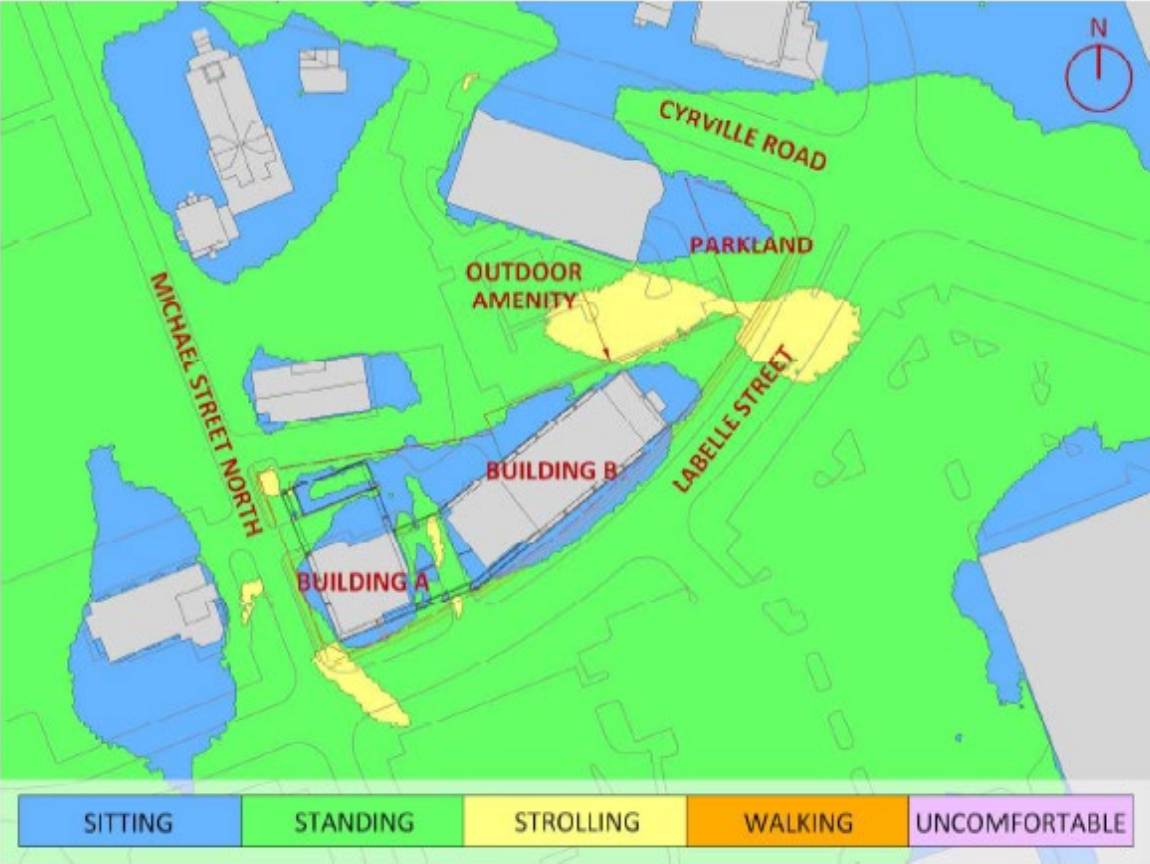 N
CYRVILLE ROAD
PARKLAND
OUTDOOR
AMENITY
MICHAEL STREET NORTH
LABELLE STREET
BUILDING B
BUILDING A
SITTING
STANDING
STROLLING
WALKING
UNCOMFORTABLE